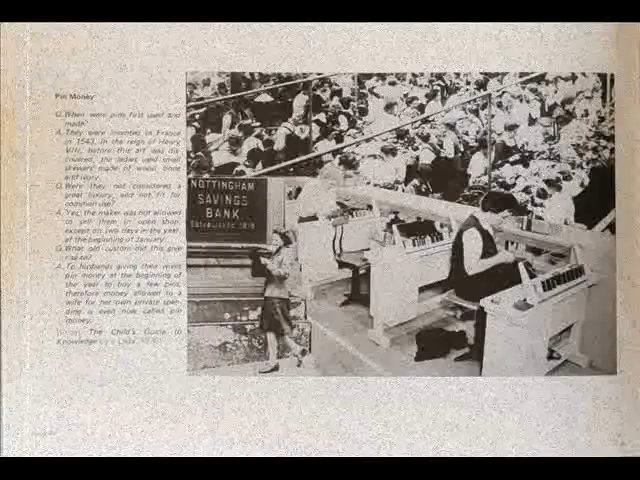 Pin Money
Q. When were pins first used and
made?
A. They were invented in France
in 1543, in the reign of Henry
VIII; before this art was dis-
covered, the ladies used small
skewers made of wood, bone
and ivory.
Q. Were they not considered a
great luxury, and not fit for
common use?
A. Yes, the maker was not allowed
to sell them in open shop,
except on two days in the year,
at the beginning of January.
Q. What old custom did this give
rise to?
A. To husbands giving their wives
pin money at the beginning of
the year to buy a few pins,
therefore money allowed to a
wife for her own private spen-
ding is even now called pin
money.
The Child's Guide to
Knowledge by a Lady
NOTTINGHAM
SAVINGS
BANK
ESTABLISHED 1818